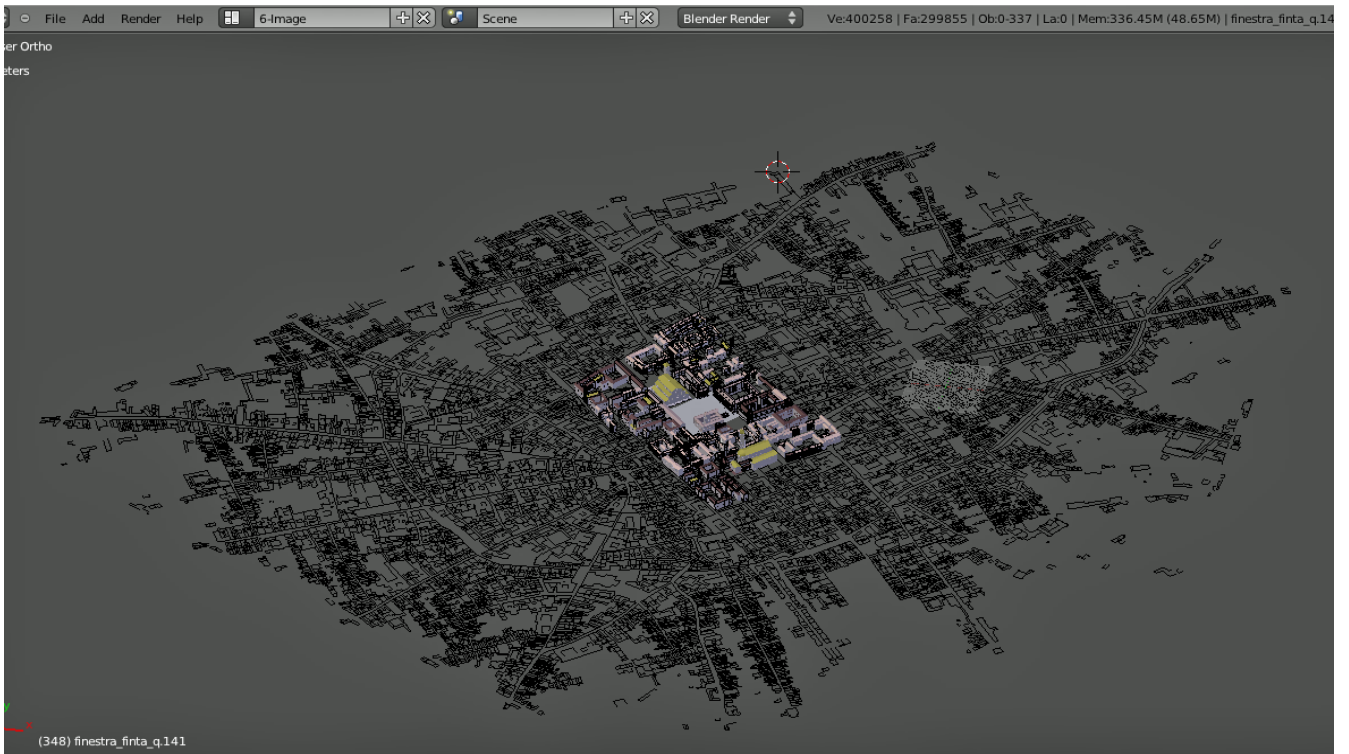 File Add Render Help 6-Image Scene Blender Render Ve:400258 | Fa:299855 | Ob:0-337 | La:0 | Mem:336.45M (48.65M) | finestra_finta_q.14
ser Ortho
eters
y
(348) finestra_finta_q.141